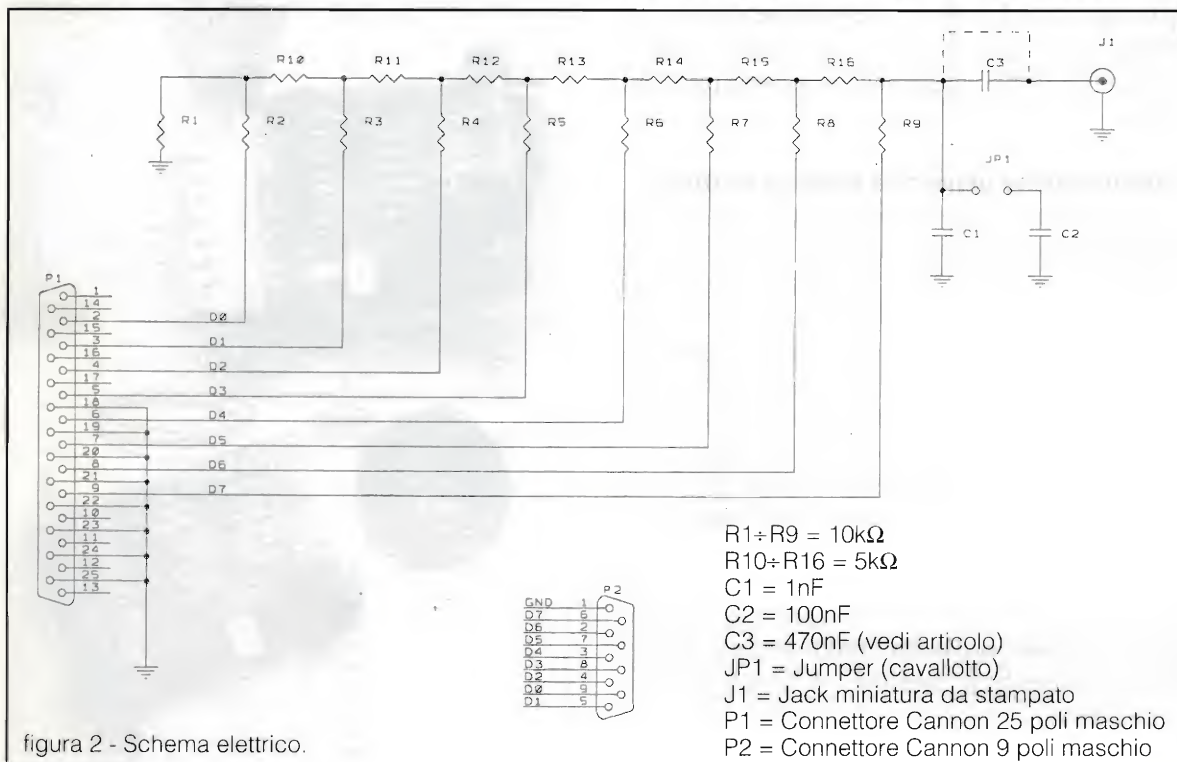 R10 R11 R12 R13 R14 R15 R16 C3 J1
R1 R2 R3 R4 R5 R6 R7 R8 R9
JP1
C1 C2
P1
1
14
2 D0
15
3 D1
16
4 D2
17
5 D3
18
6 D4
19
7 D5
20
8 D6
21
9 D7
22
10
23
11
24
12
25
13
P2
GND 1
D7 6
D6 2
D5 7
D4 3
D3 8
D2 4
D0 9
D1 5
R1÷R9 = 10kΩ
R10÷R16 = 5kΩ
C1 = 1nF
C2 = 100nF
C3 = 470nF (vedi articolo)
JP1 = Jumper (cavallotto)
J1 = Jack miniatura da stampato
P1 = Connettore Cannon 25 poli maschio
P2 = Connettore Cannon 9 poli maschio
figura 2 - Schema elettrico.